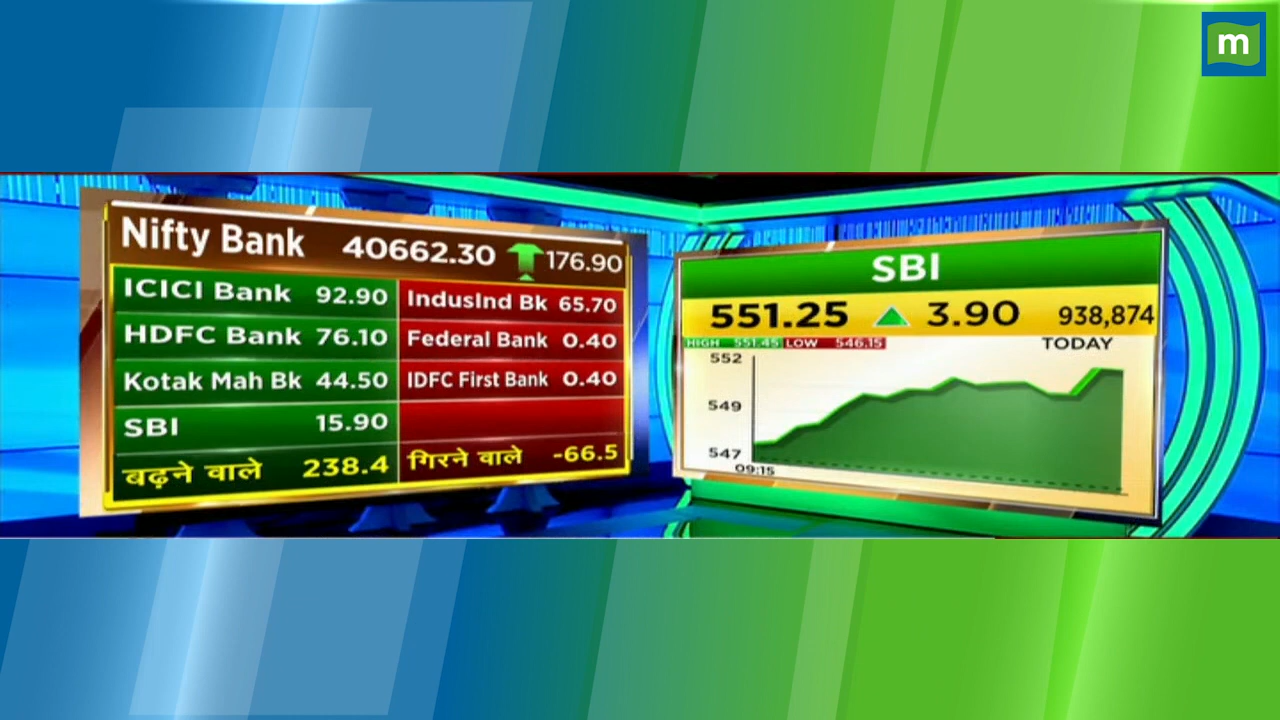 m
Nifty Bank 40662.30 176.90
ICICI Bank 92.90 IndusInd Bk 65.70
HDFC Bank 76.10 Federal Bank 0.40
Kotak Mah Bk 44.50 IDFC First Bank 0.40
SBI 15.90
बढ़ने वाले 238.4 गिरने वाले -66.5
SBI
551.25 3.90 938,874
HIGH 551.45 LOW 546.15 TODAY
552
549
547
09:15